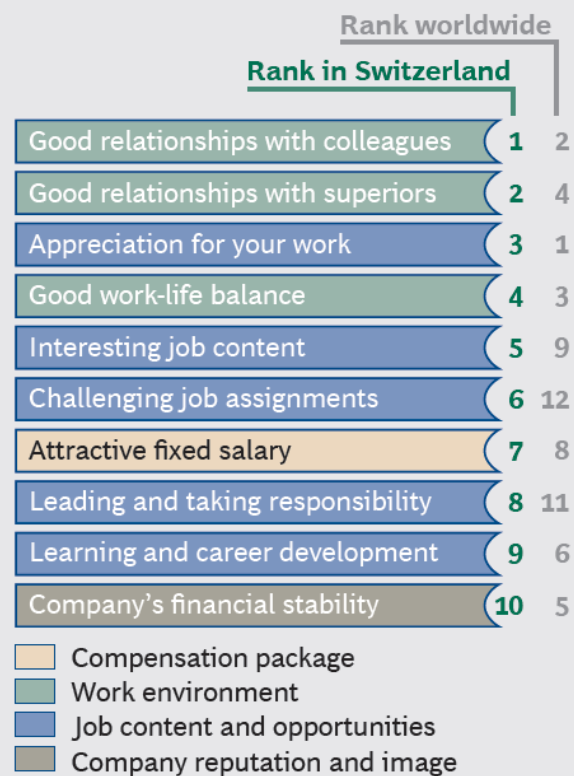 Rank worldwide
Rank in Switzerland
Good relationships with colleagues 1 2
Good relationships with superiors 2 4
Appreciation for your work 3 1
Good work-life balance 4 3
Interesting job content 5 9
Challenging job assignments 6 12
Attractive fixed salary 7 8
Leading and taking responsibility 8 11
Learning and career development 9 6
Company's financial stability 10 5
Compensation package
Work environment
Job content and opportunities
Company reputation and image